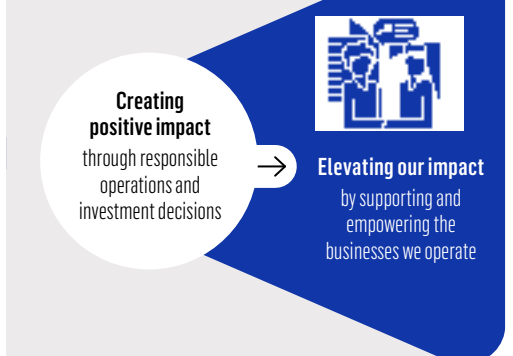 Creating
positive impact
through responsible
operations and
investment decisions
Elevating our impact
by supporting and
empowering the
businesses we operate